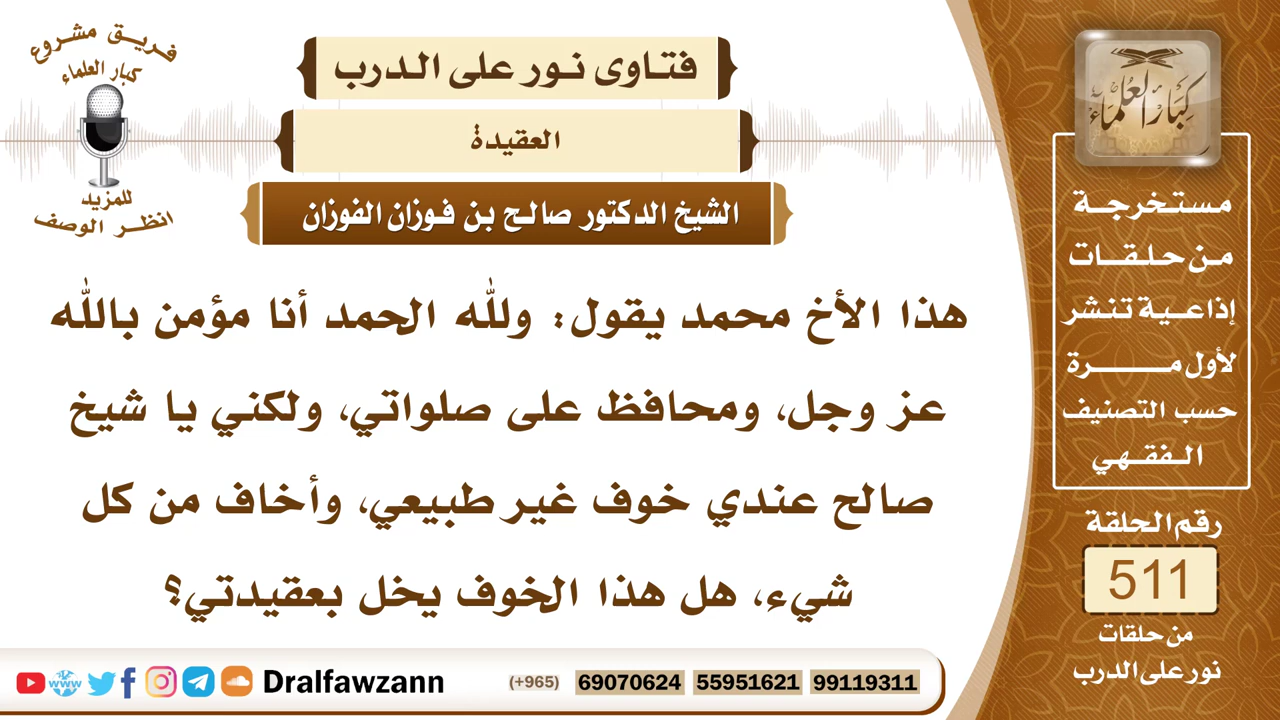 فريق مشروع
كبار العلماء
للمزيد
انظر الوصف
فتاوى نور على الدرب
العقيدة
الشيخ الدكتور صالح بن فوزان الفوزان
هذا الأخ محمد يقول: ولله الحمد أنا مؤمن بالله
عز وجل، ومحافظ على صلواتي، ولكني يا شيخ
صالح عندي خوف غير طبيعي، وأخاف من كل
شيء، هل هذا الخوف يخل بعقيدتي؟
كبار العلماء
مستخرجة
من حلقات
إذاعية تنشر
لأول مرة
حسب التصنيف
الفقهي
رقم الحلقة
511
من حلقات
نور على الدرب
www
Dralfawzann (+965) 69070624 55951621 99119311